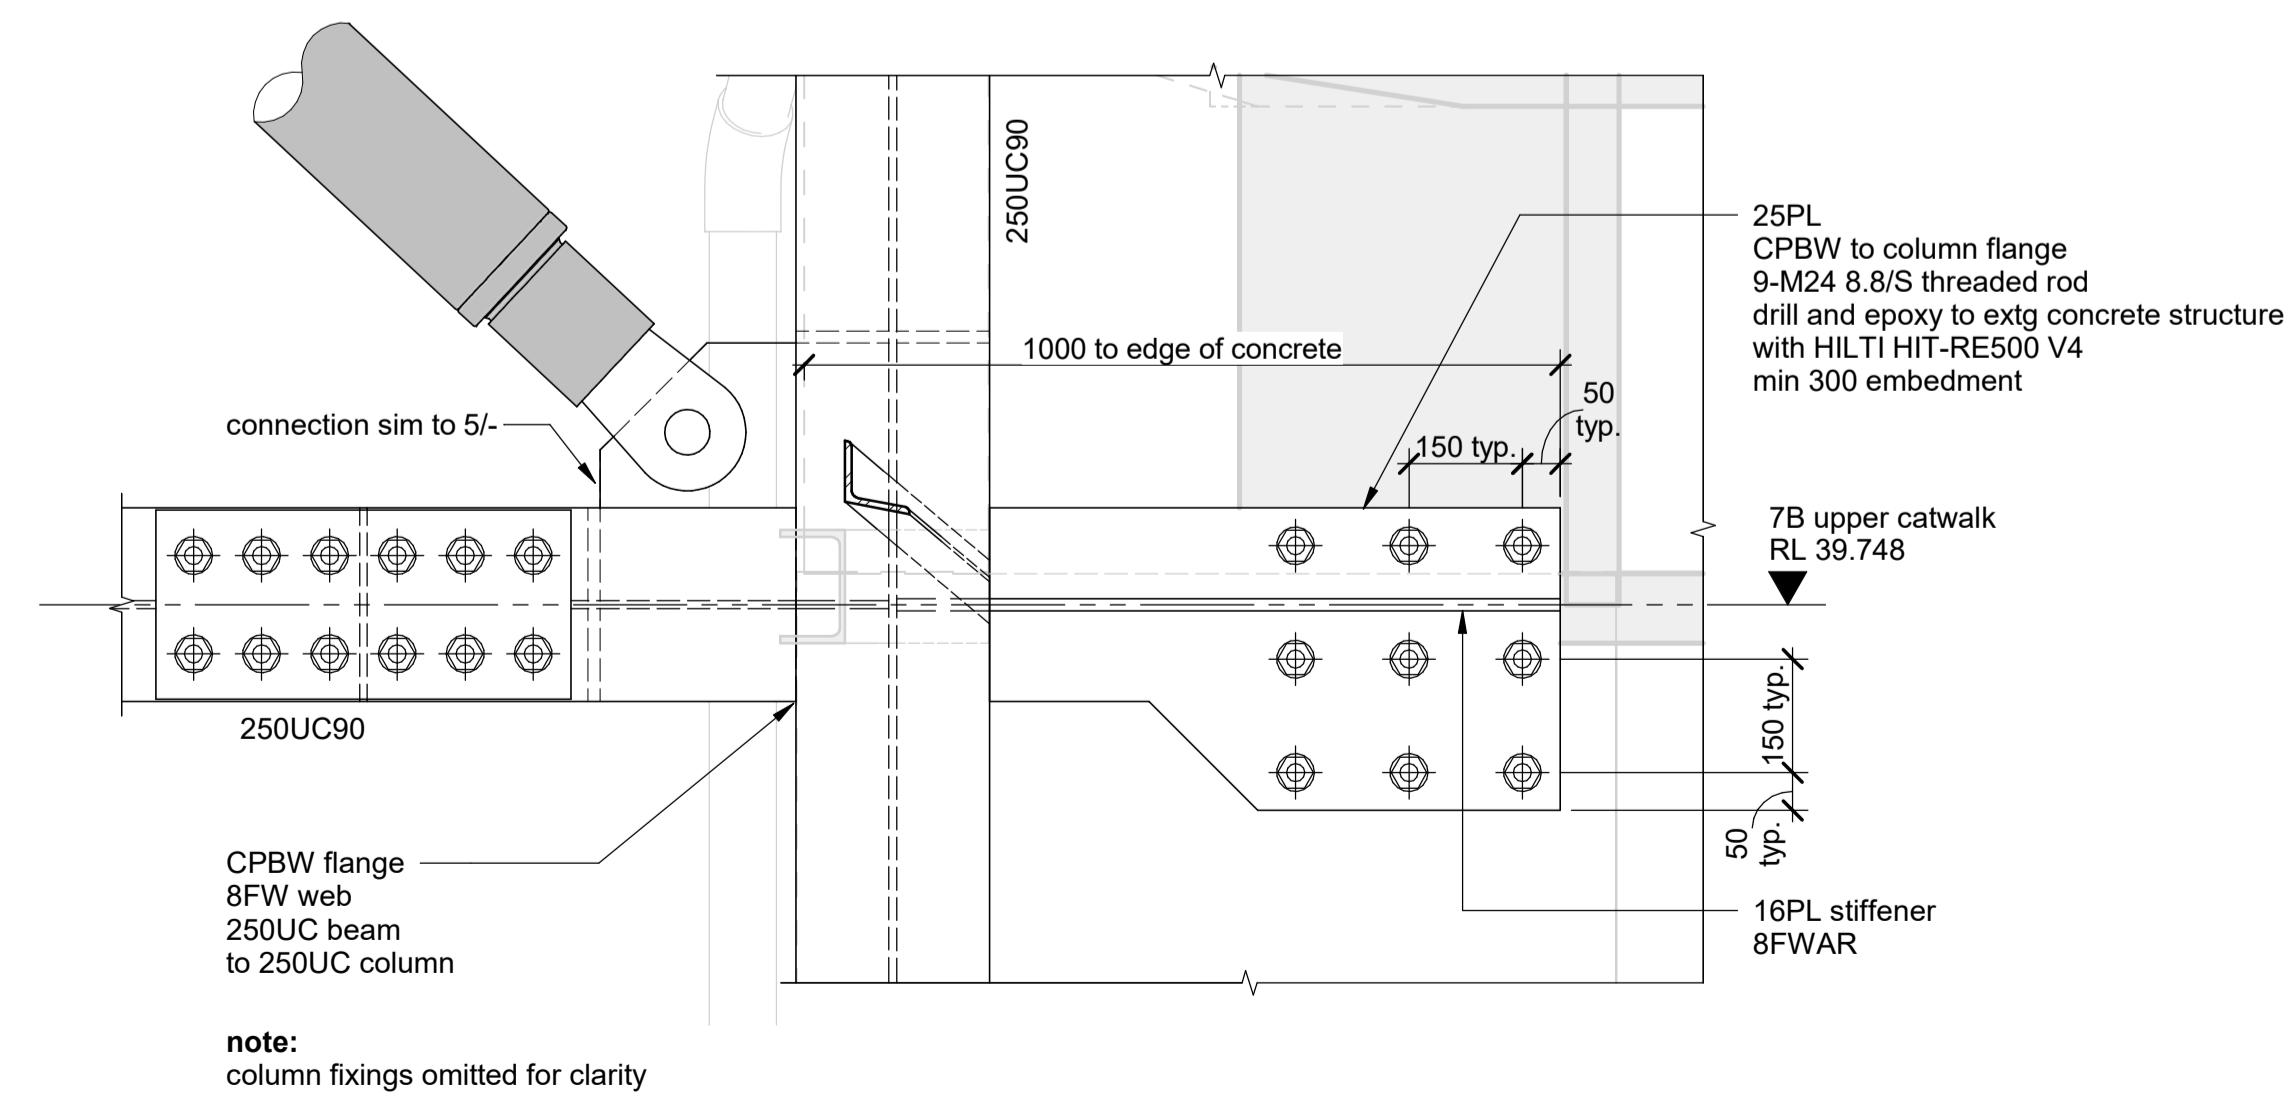 250UC90
1000 to edge of concrete
25PL
CPBW to column flange
9-M24 8.8/S threaded rod
drill and epoxy to extg concrete structure
with HILTI HIT-RE500 V4
min 300 embedment
50
typ.
150 typ.
connection sim to 5/-
7B upper catwalk
RL 39.748
250UC90
150 typ.
50
typ.
CPBW flange
8FW web
250UC beam
to 250UC column
16PL stiffener
8FWAR
note:
column fixings omitted for clarity